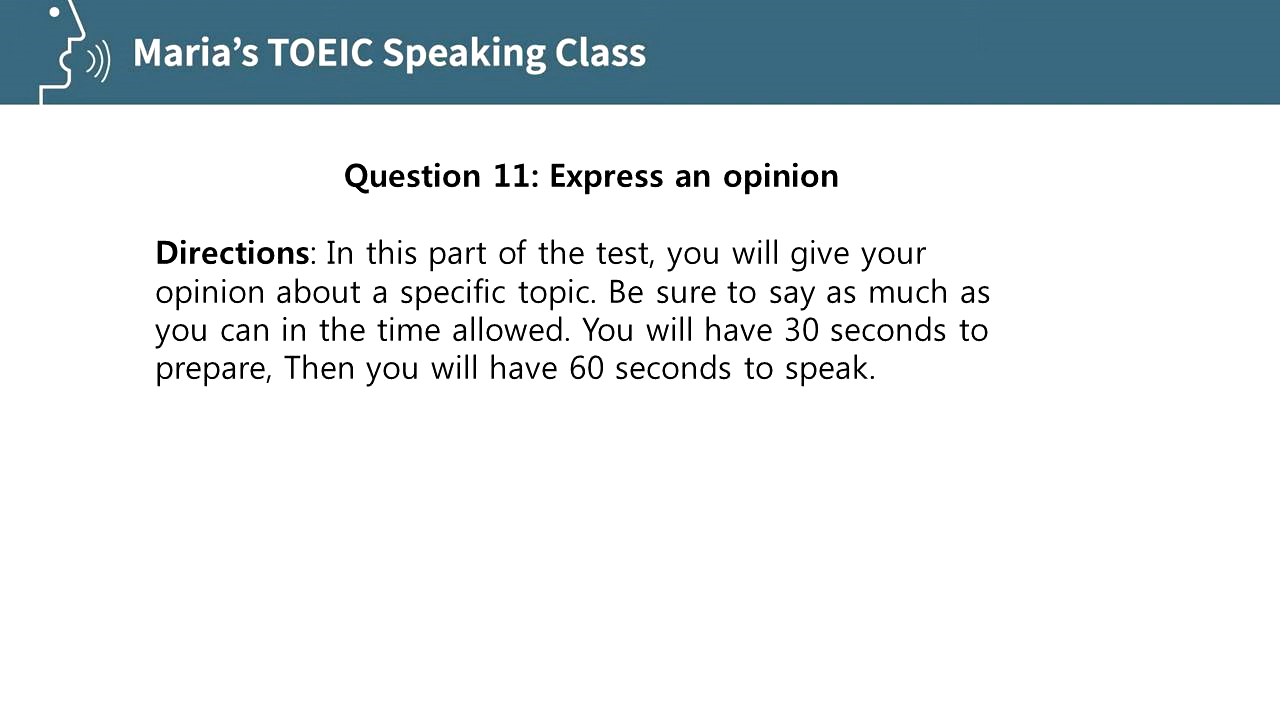 Maria's TOEIC Speaking Class
Question 11: Express an opinion
Directions: In this part of the test, you will give your
opinion about a specific topic. Be sure to say as much as
you can in the time allowed. You will have 30 seconds to
prepare, Then you will have 60 seconds to speak.